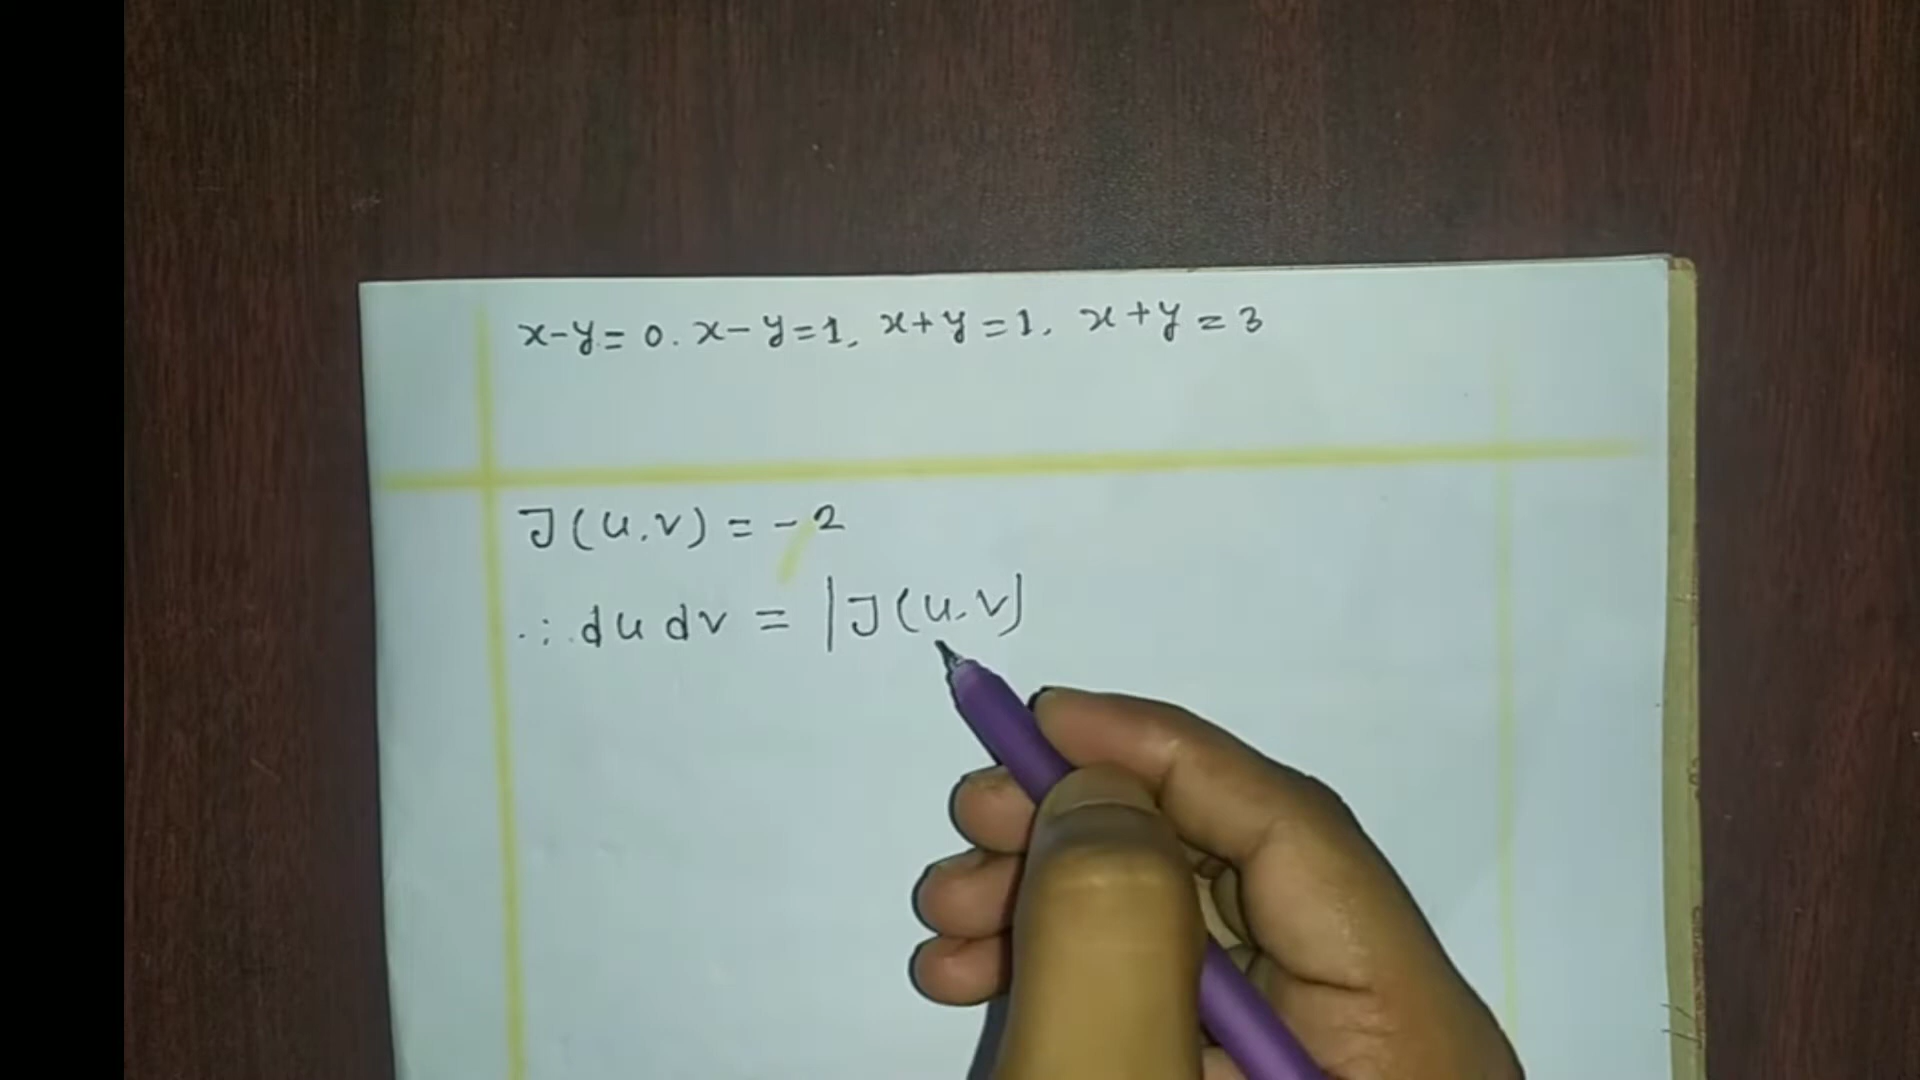 x-y=0. x-y=1, x+y=1, x+y=3
J(u.v) = -2
∴ du dv = |J(u.v)